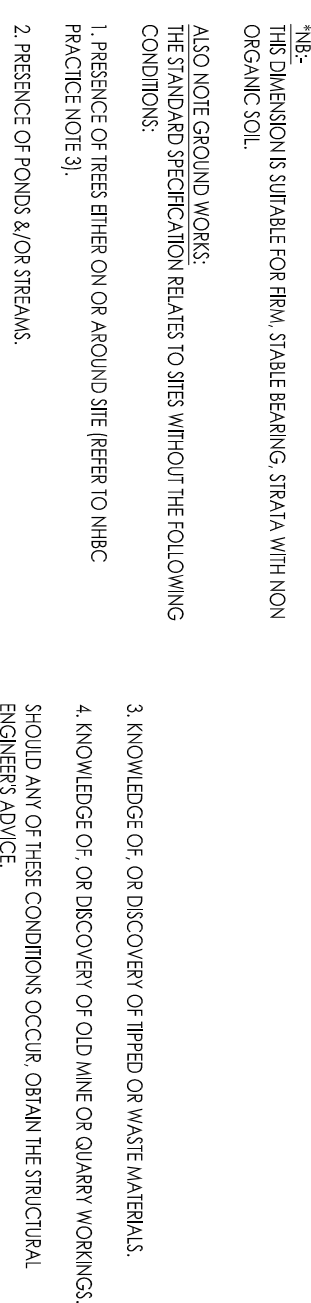 *NB:-
THIS DIMENSION IS SUITABLE FOR FIRM, STABLE BEARING, STRATA WITH NON
ORGANIC SOIL.
ALSO NOTE GROUND WORKS:
THE STANDARD SPECIFICATION RELATES TO SITES WITHOUT THE FOLLOWING
CONDITIONS:
1. PRESENCE OF TREES EITHER ON OR AROUND SITE (REFER TO NHBC
PRACTICE NOTE 3).
2. PRESENCE OF PONDS &/OR STREAMS.
3. KNOWLEDGE OF, OR DISCOVERY OF TIPPED OR WASTE MATERIALS.
4. KNOWLEDGE OF, OR DISCOVERY OF OLD MINE OR QUARRY WORKINGS.
SHOULD ANY OF THESE CONDITIONS OCCUR, OBTAIN THE STRUCTURAL
ENGINEER'S ADVICE.